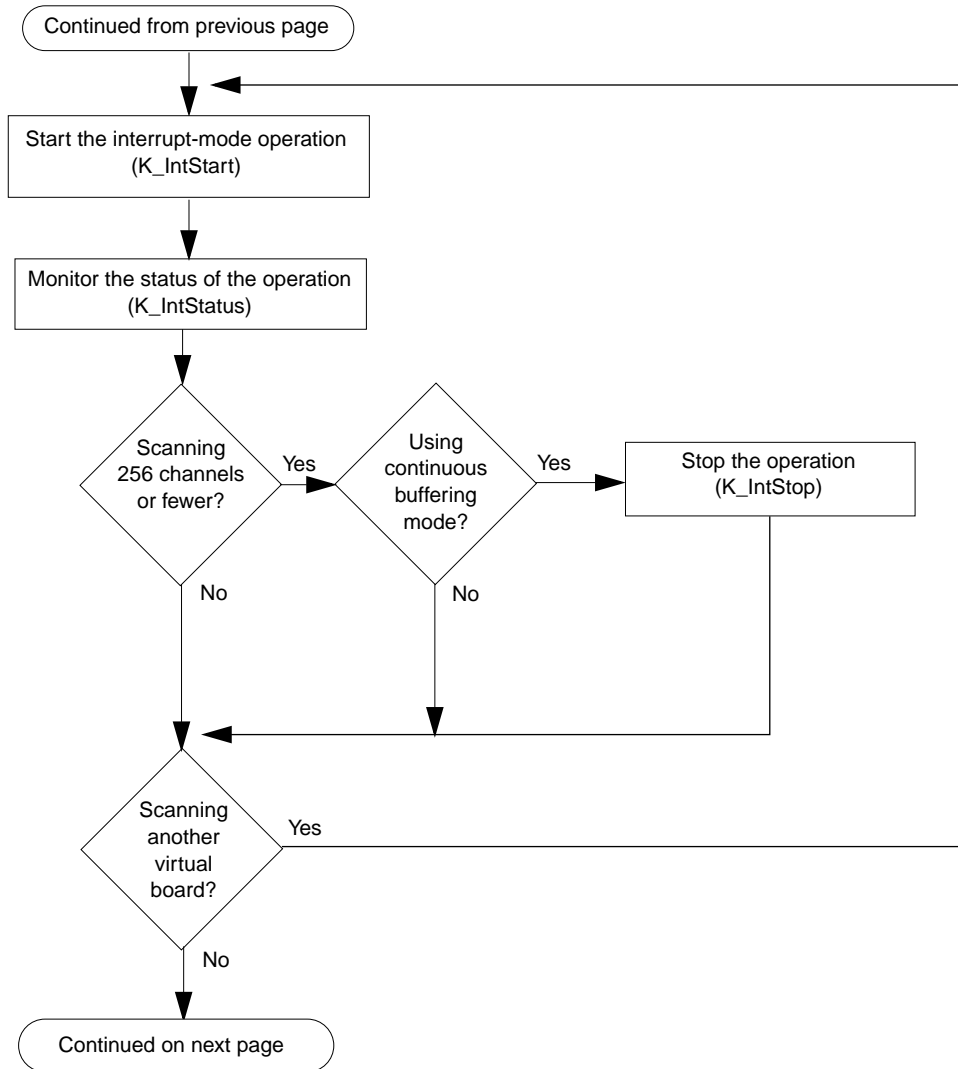 Continued from previous page
Start the interrupt-mode operation
(K_IntStart)
Monitor the status of the operation
(K_IntStatus)
Scanning
256 channels
or fewer?
Yes
Using
continuous
buffering
mode?
Yes
Stop the operation
(K_IntStop)
No
No
Scanning
another
virtual
board?
Yes
No
Continued on next page